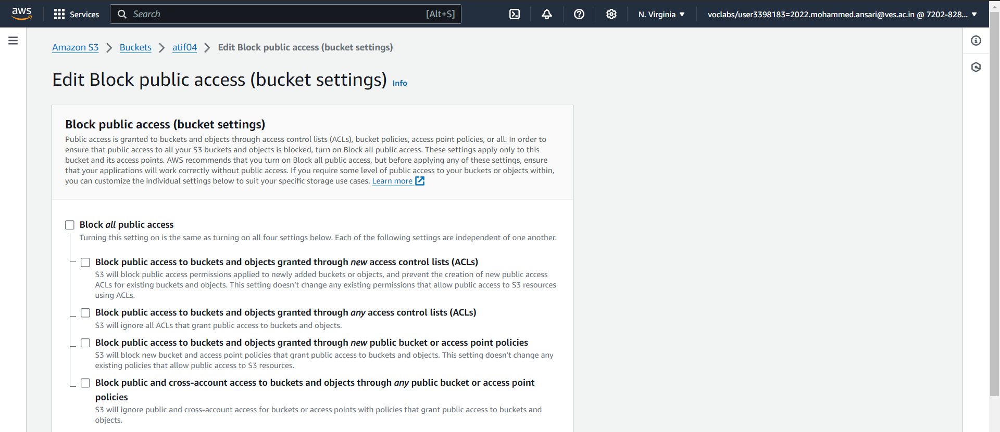 aws
Services
Search [Alt+S]
N. Virginia
voclabs/user3398183=2022.mohammed.ansari@ves.ac.in @ 7202-828...
Amazon S3 > Buckets > atif04 > Edit Block public access (bucket settings)
Edit Block public access (bucket settings) Info
Block public access (bucket settings)
Public access is granted to buckets and objects through access control lists (ACLs), bucket policies, access point policies, or all. In order to
ensure that public access to all your S3 buckets and objects is blocked, turn on Block all public access. These settings apply only to this
bucket and its access points. AWS recommends that you turn on Block all public access, but before applying any of these settings, ensure
that your applications will work correctly without public access. If you require some level of public access to your buckets or objects within,
you can customize the individual settings below to suit your specific storage use cases. Learn more
Block all public access
Turning this setting on is the same as turning on all four settings below. Each of the following settings are independent of one another.
Block public access to buckets and objects granted through new access control lists (ACLs)
S3 will block public access permissions applied to newly added buckets or objects, and prevent the creation of new public access
ACLs for existing buckets and objects. This setting doesn't change any existing permissions that allow public access to S3 resources
using ACLs.
Block public access to buckets and objects granted through any access control lists (ACLs)
S3 will ignore all ACLs that grant public access to buckets and objects.
Block public access to buckets and objects granted through new public bucket or access point policies
S3 will block new bucket and access point policies that grant public access to buckets and objects. This setting doesn't change any
existing policies that allow public access to S3 resources.
Block public and cross-account access to buckets and objects through any public bucket or access point
policies
S3 will ignore public and cross-account access for buckets or access points with policies that grant public access to buckets and
objects.